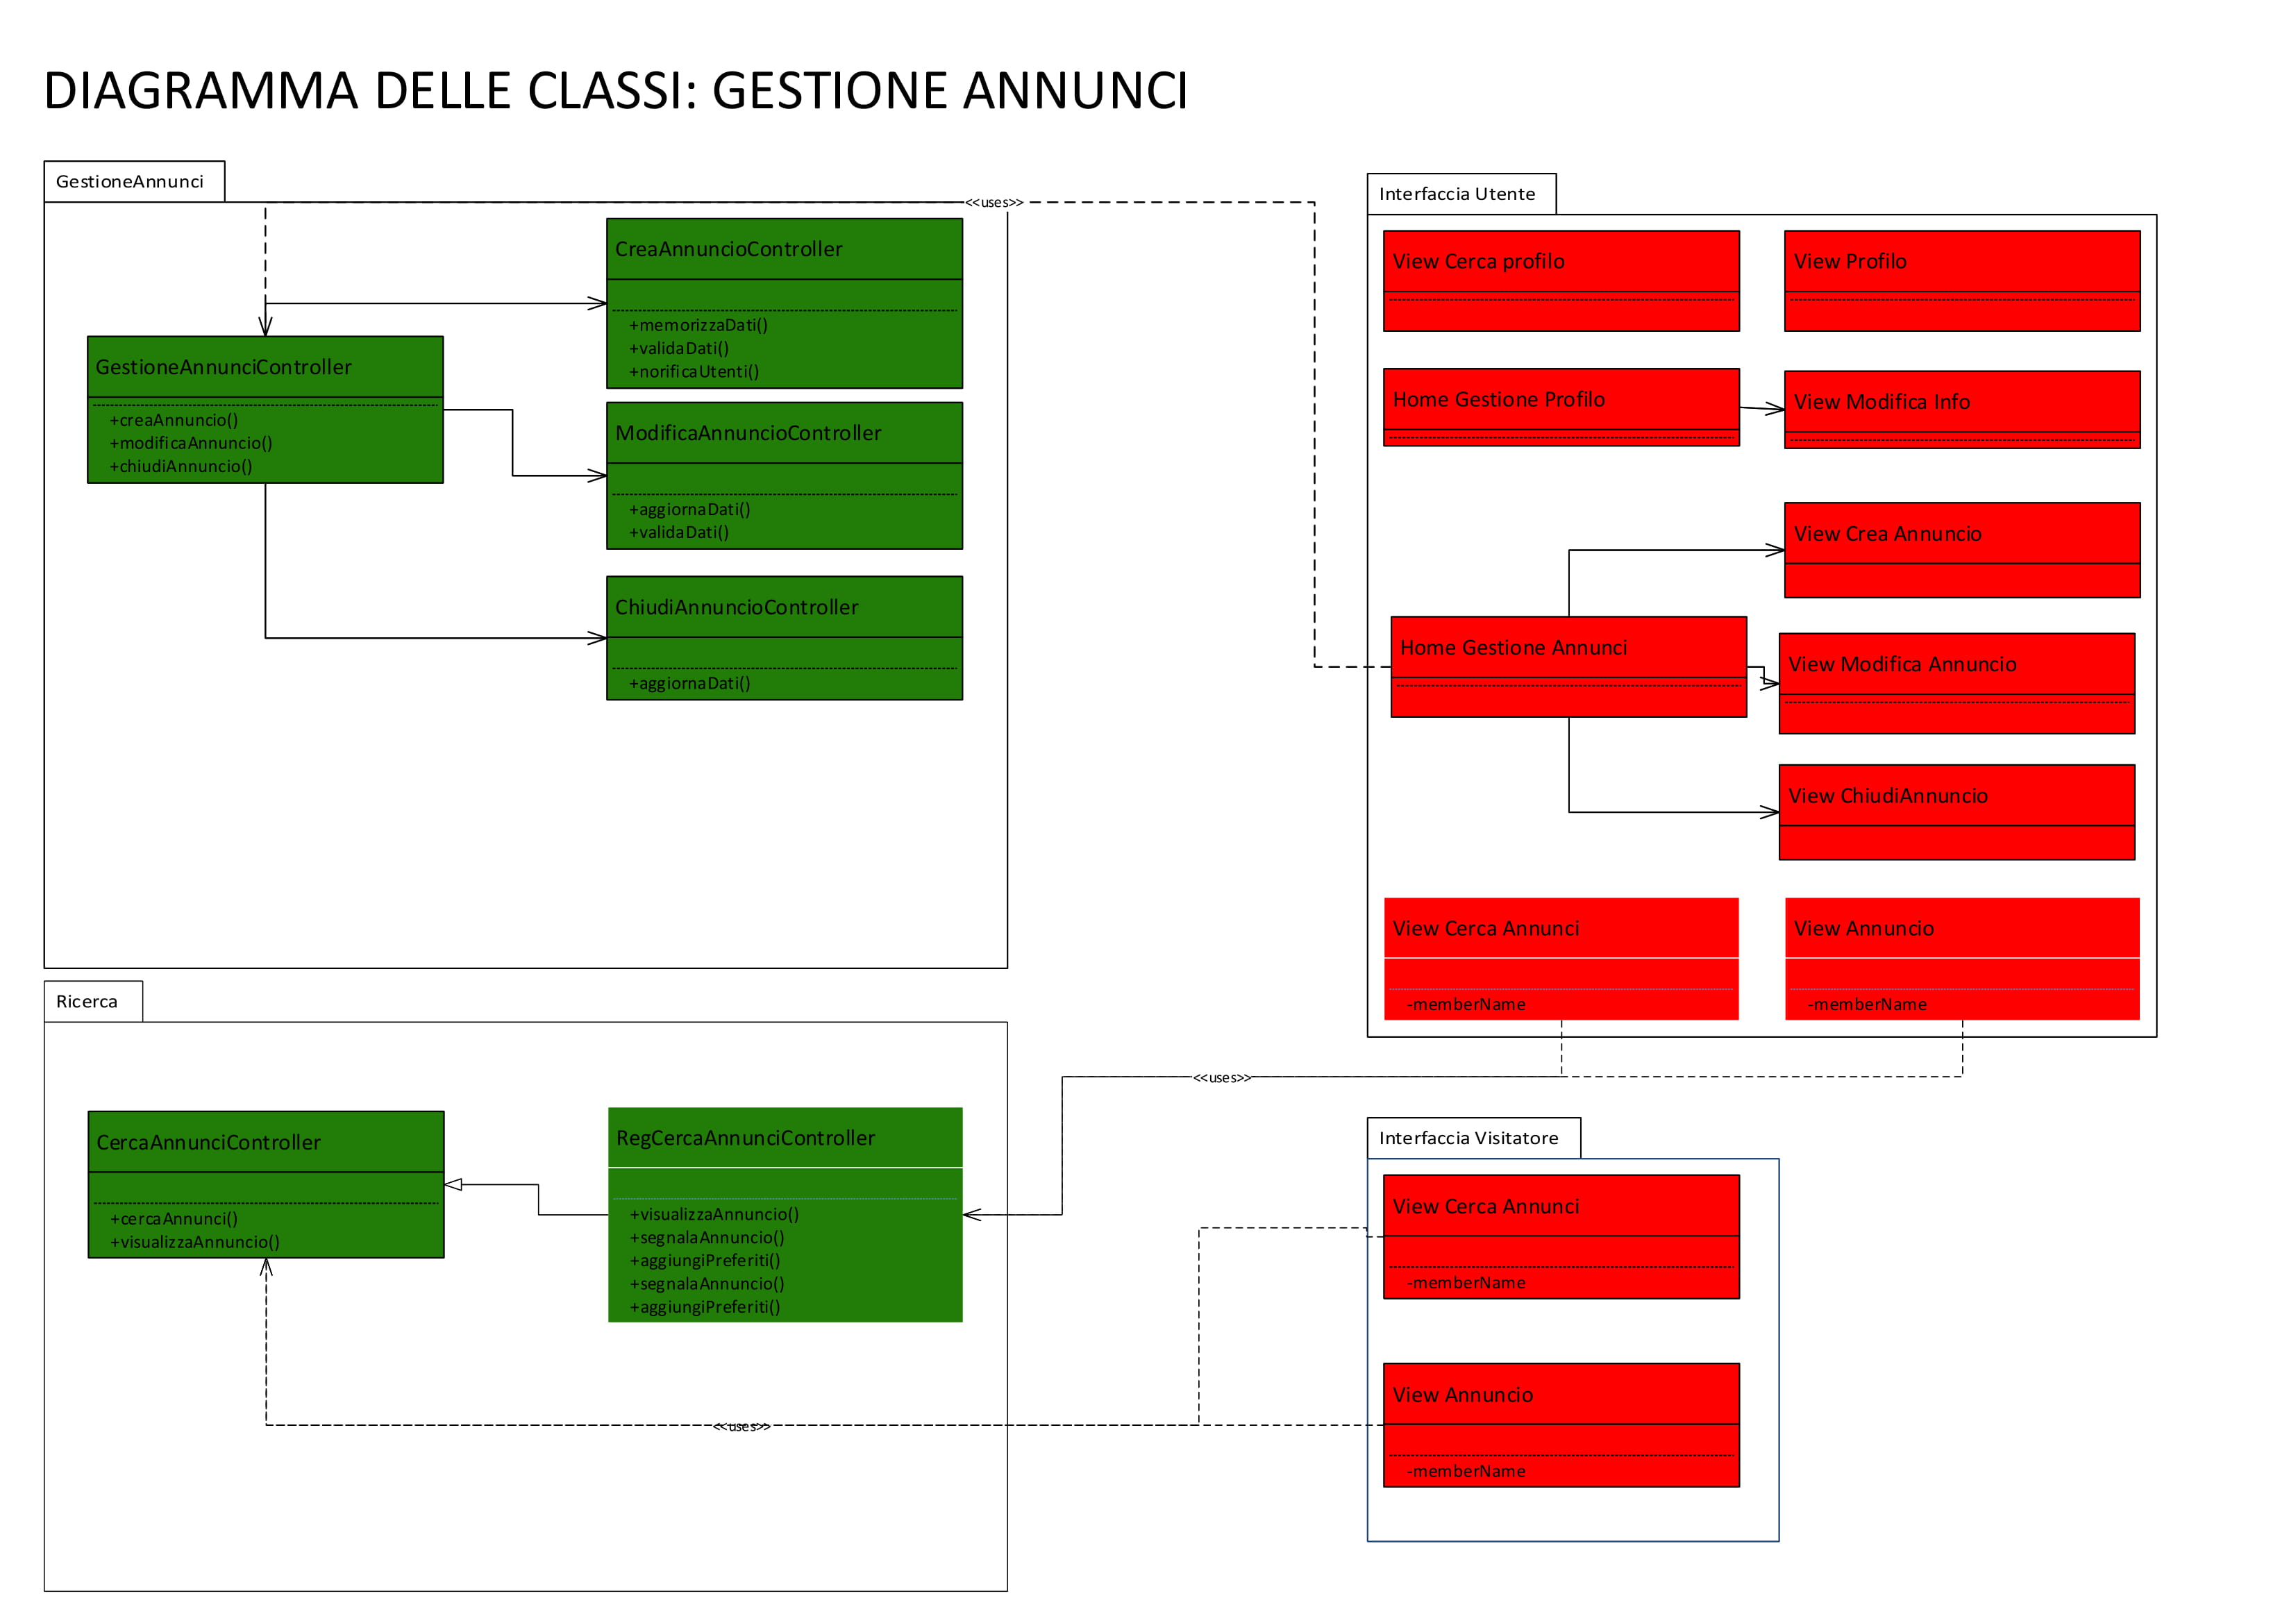 DIAGRAMMA DELLE CLASSI: GESTIONE ANNUNCI
GestioneAnnunci
<<uses>>
CreaAnnuncioController
+memorizzaDati()
+validaDati()
+norificaUtenti()
GestioneAnnunciController
+creaAnnuncio()
+modificaAnnuncio()
+chiudiAnnuncio()
ModificaAnnuncioController
+aggiornaDati()
+validaDati()
ChiudiAnnuncioController
+aggiornaDati()
Interfaccia Utente
View Cerca profilo
View Profilo
Home Gestione Profilo
View Modifica Info
View Crea Annuncio
Home Gestione Annunci
View Modifica Annuncio
View ChiudiAnnuncio
View Cerca Annunci
-memberName
View Annuncio
-memberName
<<uses>>
Ricerca
CercaAnnunciController
+cercaAnnunci()
+visualizzaAnnuncio()
RegCercaAnnunciController
+visualizzaAnnuncio()
+segnalaAnnuncio()
+aggiungiPreferiti()
+segnalaAnnuncio()
+aggiungiPreferiti()
<<uses>>
Interfaccia Visitatore
View Cerca Annunci
-memberName
View Annuncio
-memberName